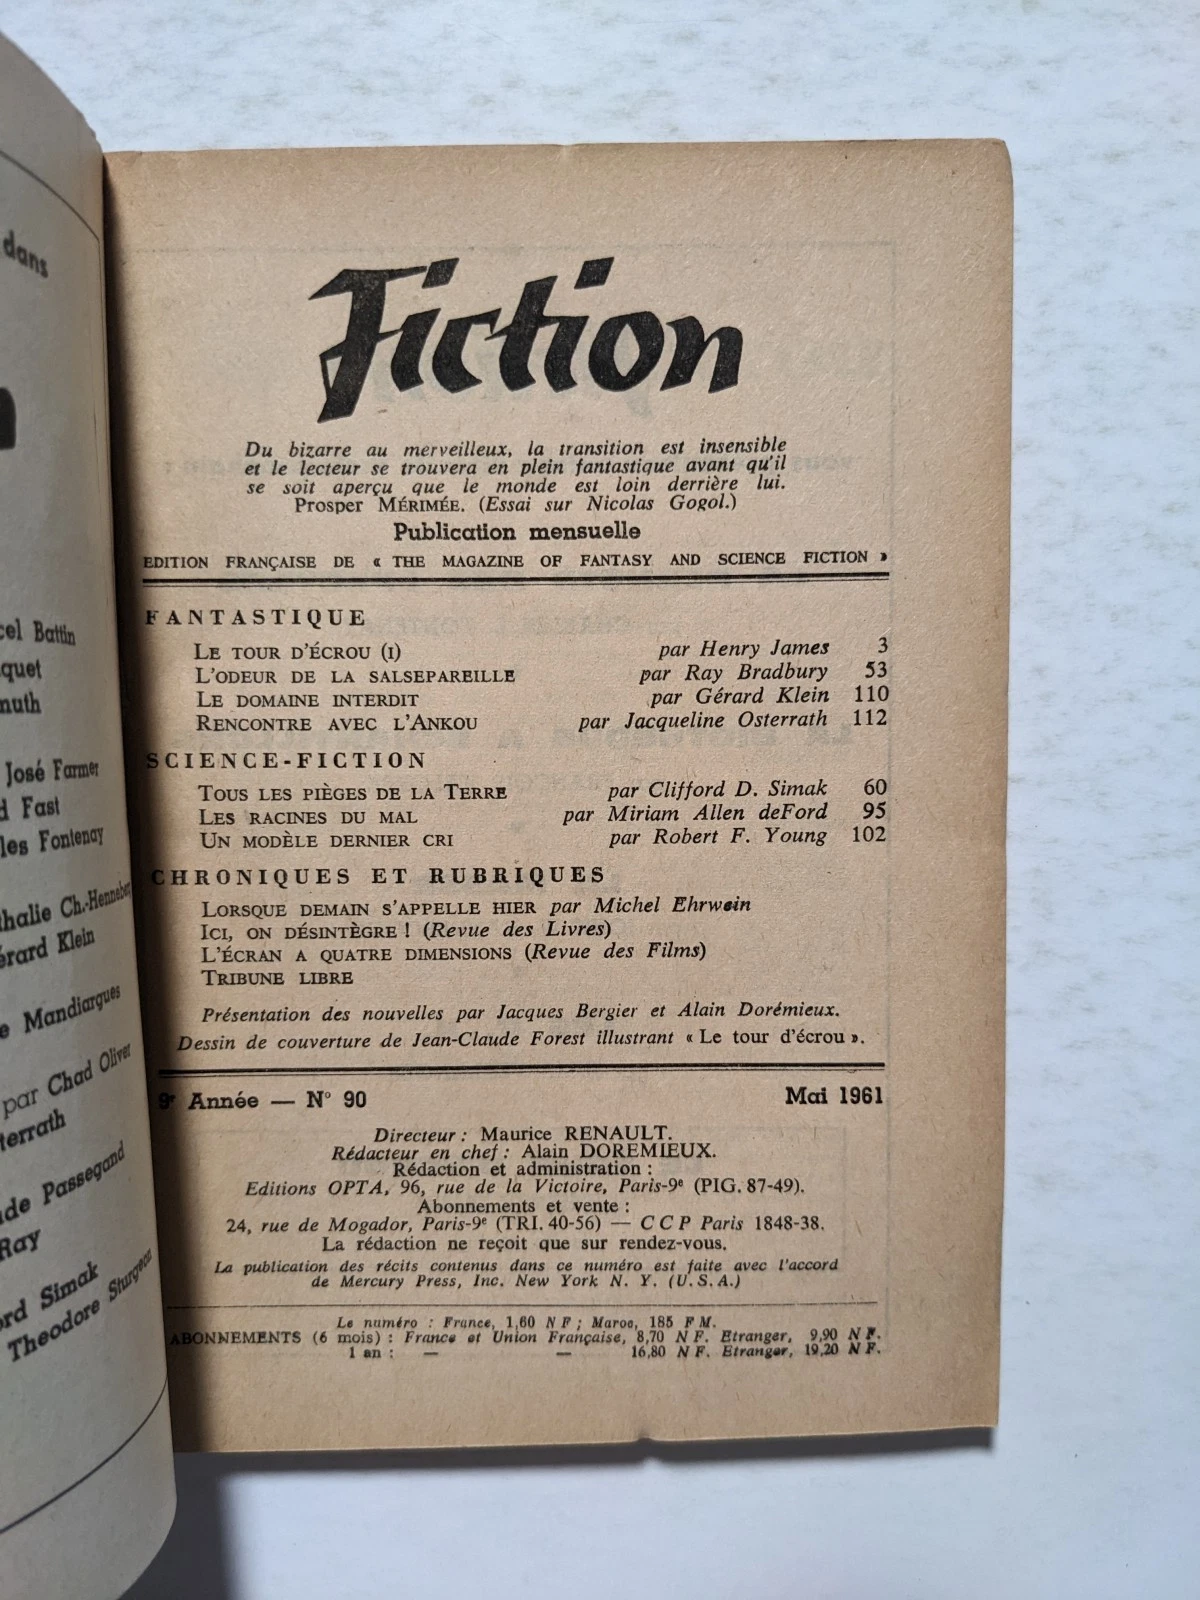 dans
Battin
José Farmer
Fast
Fontenay
Ch.-Henneberg
Klein
Mandiargues
par Chad Oliver
Passegand
Ray
Simak
Theodore Sturgeon
Fiction
Du bizarre au merveilleux, la transition est insensible
et le lecteur se trouvera en plein fantastique avant qu'il
se soit aperçu que le monde est loin derrière lui.
Prosper MÉRIMÉE. (Essai sur Nicolas Gogol.)
Publication mensuelle
EDITION FRANÇAISE DE « THE MAGAZINE OF FANTASY AND SCIENCE FICTION »
FANTASTIQUE
LE TOUR D'ÉCROU (I) par Henry James 3
L'ODEUR DE LA SALSEPAREILLE par Ray Bradbury 53
LE DOMAINE INTERDIT par Gérard Klein 110
RENCONTRE AVEC L'ANKOU par Jacqueline Osterrath 112
SCIENCE-FICTION
TOUS LES PIÈGES DE LA TERRE par Clifford D. Simak 60
LES RACINES DU MAL par Miriam Allen deFord 95
UN MODÈLE DERNIER CRI par Robert F. Young 102
CHRONIQUES ET RUBRIQUES
LORSQUE DEMAIN S'APPELLE HIER par Michel Ehrwein
ICI, ON DÉSINTÈGRE ! (Revue des Livres)
L'ÉCRAN A QUATRE DIMENSIONS (Revue des Films)
TRIBUNE LIBRE
Présentation des nouvelles par Jacques Bergier et Alain Dorémieux.
Dessin de couverture de Jean-Claude Forest illustrant « Le tour d'écrou ».
9e Année — N° 90 Mai 1961
Directeur : Maurice RENAULT.
Rédacteur en chef : Alain DOREMIEUX.
Rédaction et administration :
Editions OPTA, 96, rue de la Victoire, Paris-9e (PIG. 87-49).
Abonnements et vente :
24, rue de Mogador, Paris-9e (TRI. 40-56) — C C P Paris 1848-38.
La rédaction ne reçoit que sur rendez-vous.
La publication des récits contenus dans ce numéro est faite avec l'accord
de Mercury Press, Inc. New York N. Y. (U.S.A.)
Le numéro : France, 1,60 N F ; Maroc, 185 F M.
ABONNEMENTS (6 mois) : France et Union Française, 8,70 N F. Etranger, 9,90 N F.
1 an : — — 16,80 N F. Etranger, 19,20 N F.